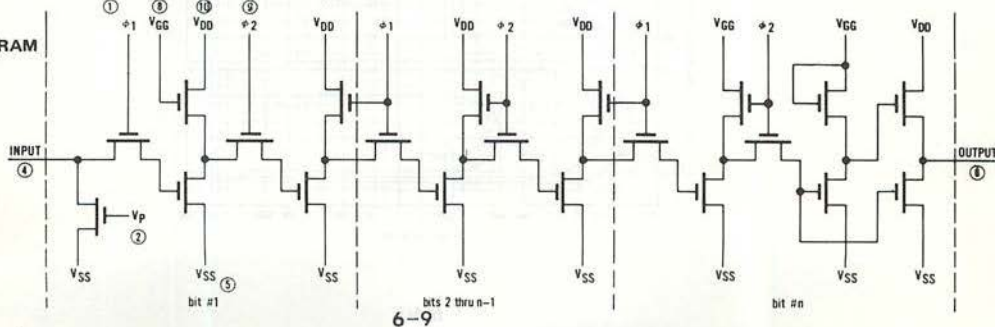 ① ⑧ ⑩ ⑨
φ1 VGG VDD φ2 VDD φ1 VDD φ2 VDD φ1 VGG φ2 VGG VDD
RAM
INPUT OUTPUT
④ ⑥
VP
②
VSS VSS ⑤ VSS VSS VSS VSS VSS VSS
bit #1 bits 2 thru n-1 bit #n
6-9